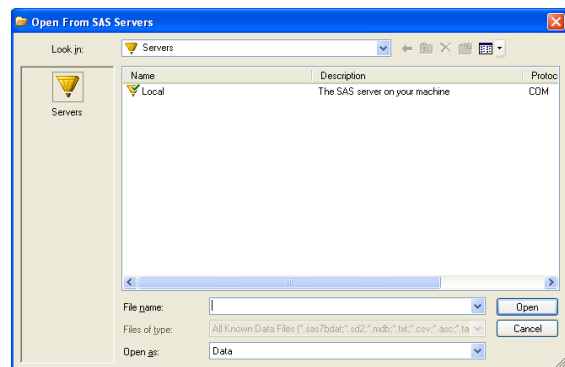 Open From SAS Servers
Look in: Servers
Servers
Name Description Protoc
Local The SAS server on your machine COM
File name: Open
Files of type: All Known Data Files (*.sas7bdat;*.sd2;*.mdb;*.txt;*.csv;*.asc;*.ta Cancel
Open as: Data